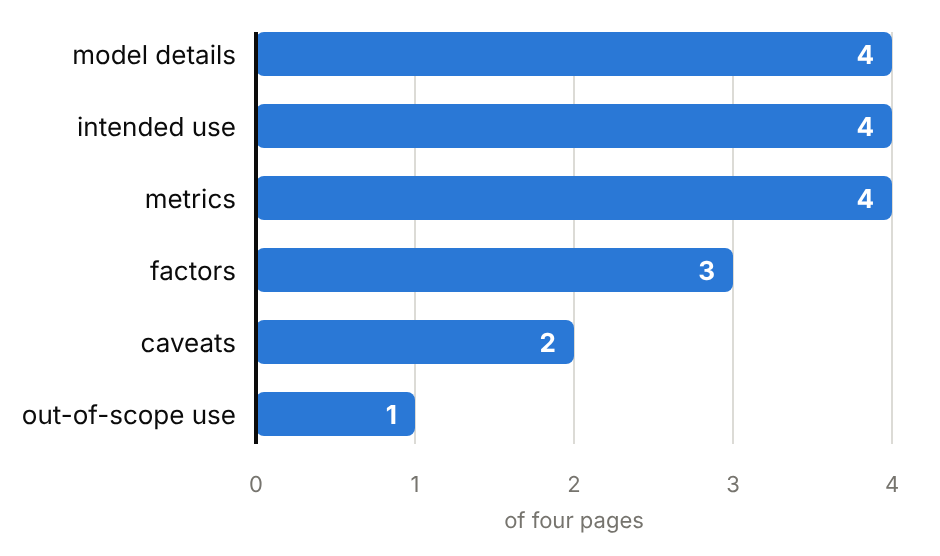 model details 4
intended use 4
metrics 4
factors 3
caveats 2
out-of-scope use 1
0 1 2 3 4
of four pages